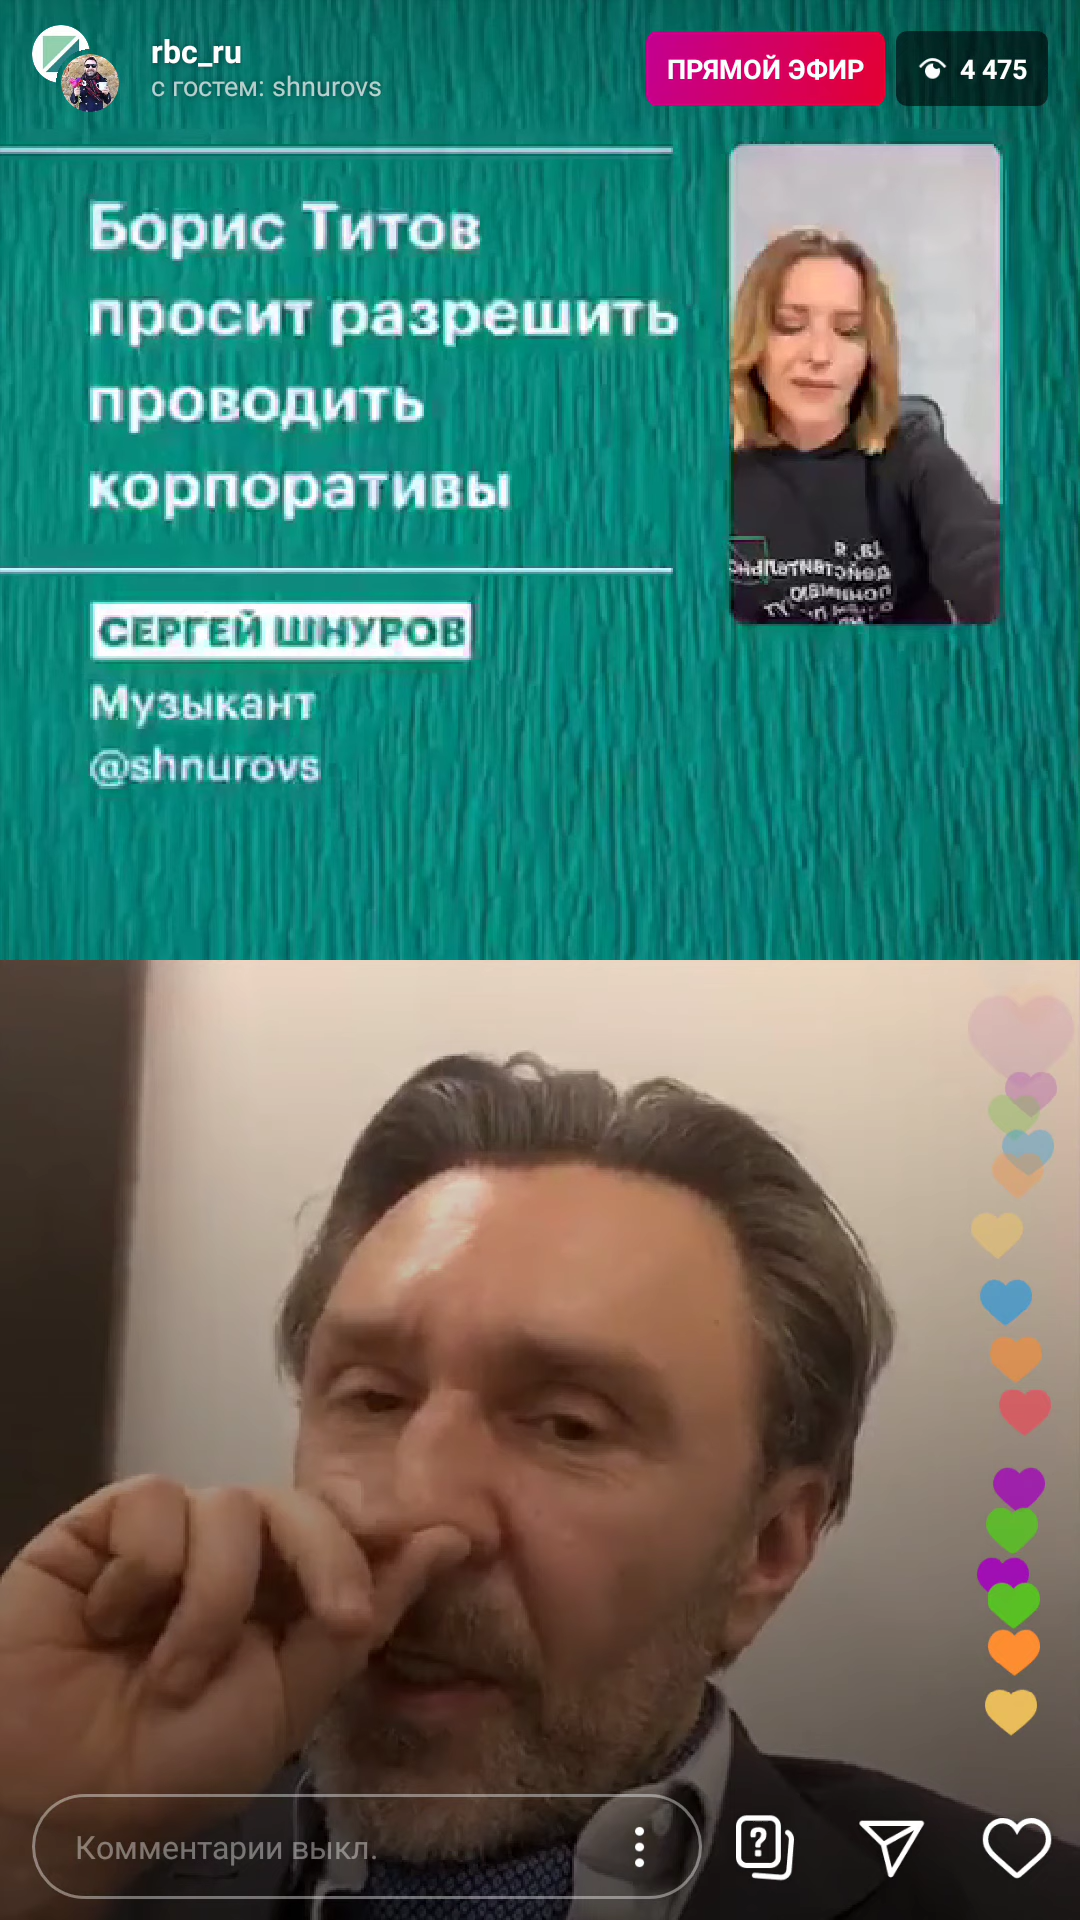 rbc_ru
с гостем: shnurovs
ПРЯМОЙ ЭФИР
4 475
Борис Титов
просит разрешить
проводить
корпоративы
СЕРГЕЙ ШНУРОВ
Музыкант
@shnurovs
Комментарии выкл.